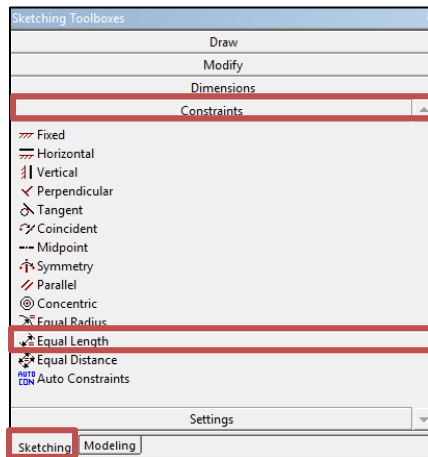 Sketching Toolboxes
Draw
Modify
Dimensions
Constraints
Fixed
Horizontal
Vertical
Perpendicular
Tangent
Coincident
Midpoint
Symmetry
Parallel
Concentric
Equal Radius
Equal Length
Equal Distance
AUTO CON Auto Constraints
Settings
Sketching Modeling